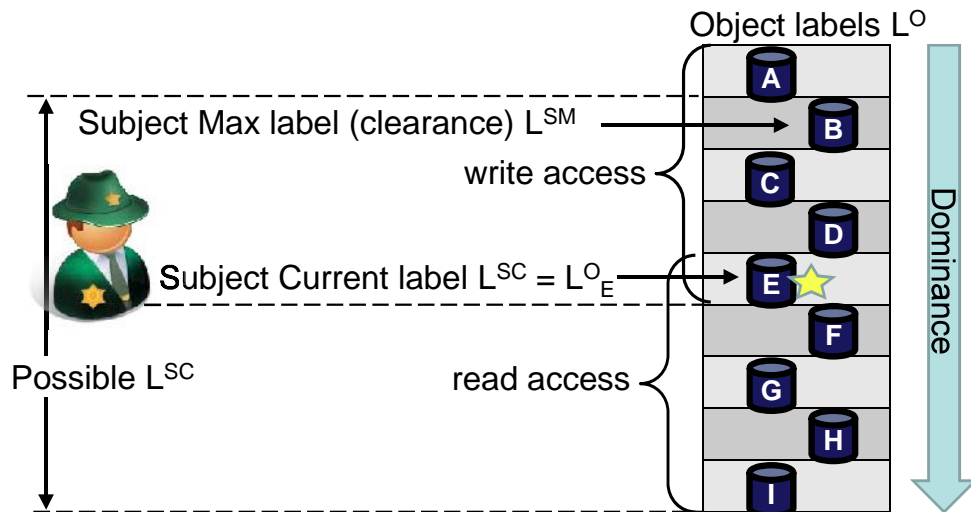 Object labels L^O
A
Subject Max label (clearance) L^SM
B
write access
C
D
Subject Current label L^SC = L^O_E
E
F
Possible L^SC
read access
G
H
I
Dominance